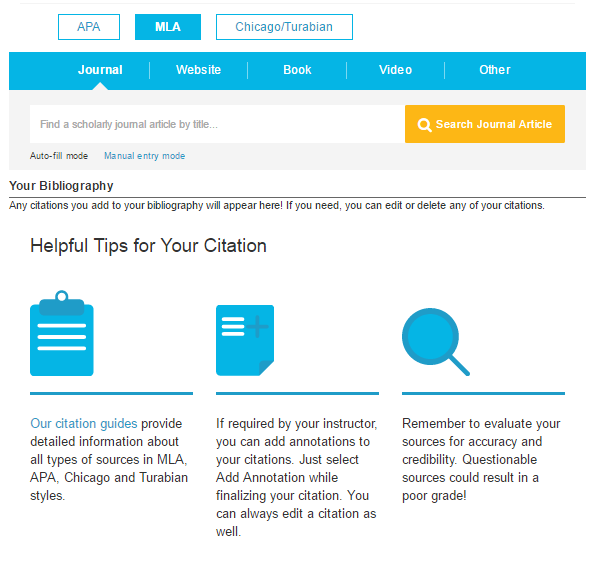 APA MLA Chicago/Turabian
Journal Website Book Video Other
Find a scholarly journal article by title... Search Journal Article
Auto-fill mode Manual entry mode
Your Bibliography
Any citations you add to your bibliography will appear here! If you need, you can edit or delete any of your citations.
Helpful Tips for Your Citation
Our citation guides provide
detailed information about
all types of sources in MLA,
APA, Chicago and Turabian
styles.
If required by your instructor,
you can add annotations to
your citations. Just select
Add Annotation while
finalizing your citation. You
can always edit a citation as
well.
Remember to evaluate your
sources for accuracy and
credibility. Questionable
sources could result in a
poor grade!